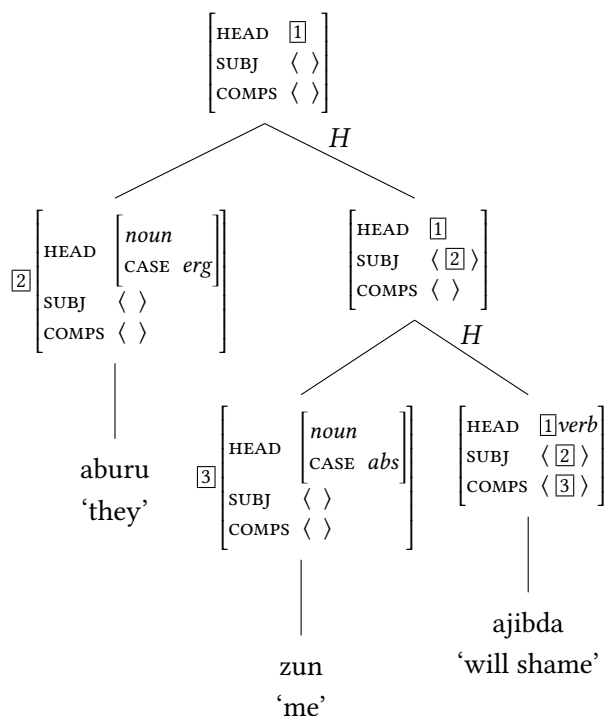 HEAD 1
SUBJ ⟨ ⟩
COMPS ⟨ ⟩
H
2
HEAD
noun
CASE erg
SUBJ ⟨ ⟩
COMPS ⟨ ⟩
HEAD 1
SUBJ ⟨ 2 ⟩
COMPS ⟨ ⟩
H
aburu
‘they’
3
HEAD
noun
CASE abs
SUBJ ⟨ ⟩
COMPS ⟨ ⟩
HEAD 1 verb
SUBJ ⟨ 2 ⟩
COMPS ⟨ 3 ⟩
zun
‘me’
ajibda
‘will shame’